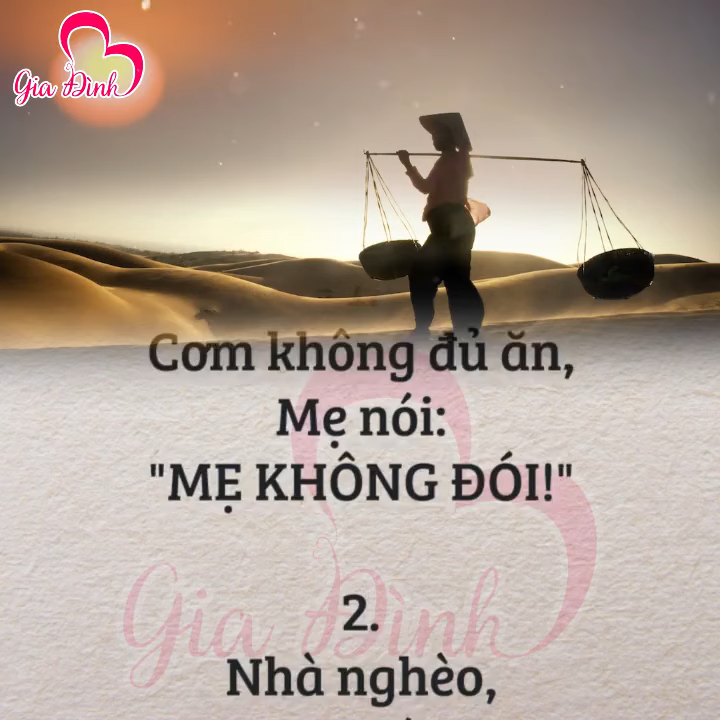 Gia Đình
Cơm không đủ ăn,
Mẹ nói:
"MẸ KHÔNG ĐÓI!"
Gia Đình
2.
Nhà nghèo,